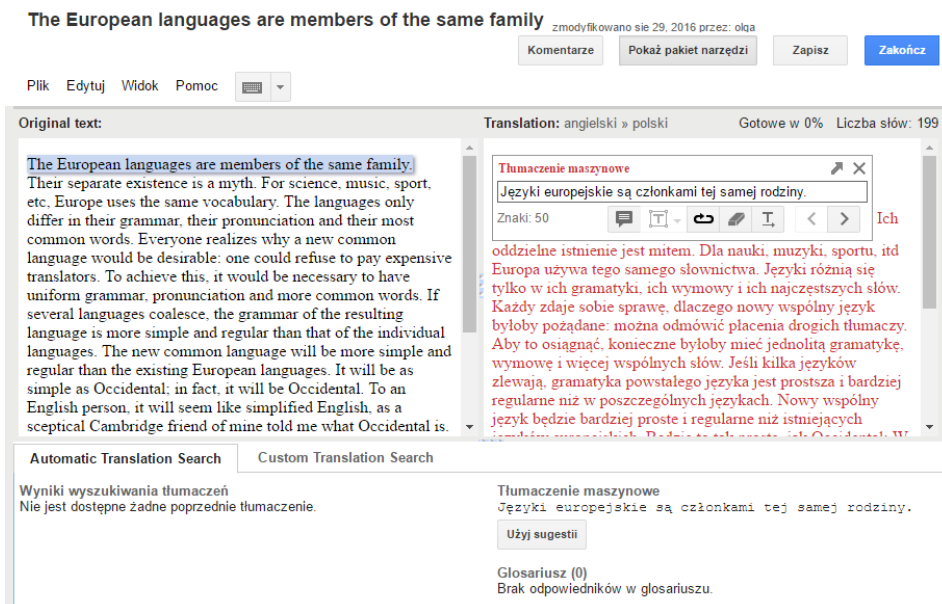 The European languages are members of the same family zmodyfikowano sie 29, 2016 przez: olga
Komentarze Pokaż pakiet narzędzi Zapisz Zakończ
Plik Edytuj Widok Pomoc
Original text:
The European languages are members of the same family.
Their separate existence is a myth. For science, music, sport,
etc, Europe uses the same vocabulary. The languages only
differ in their grammar, their pronunciation and their most
common words. Everyone realizes why a new common
language would be desirable: one could refuse to pay expensive
translators. To achieve this, it would be necessary to have
uniform grammar, pronunciation and more common words. If
several languages coalesce, the grammar of the resulting
language is more simple and regular than that of the individual
languages. The new common language will be more simple and
regular than the existing European languages. It will be as
simple as Occidental; in fact, it will be Occidental. To an
English person, it will seem like simplified English, as a
sceptical Cambridge friend of mine told me what Occidental is.
Translation: angielski » polski Gotowe w 0% Liczba słów: 199
Tłumaczenie maszynowe
Języki europejskie są członkami tej samej rodziny.
Znaki: 50
Ich
oddzielne istnienie jest mitem. Dla nauki, muzyki, sportu, itd
Europa używa tego samego słownictwa. Języki różnią się
tylko w ich gramatyki, ich wymowy i ich najczęstszych słów.
Każdy zdaje sobie sprawę, dlaczego nowy wspólny język
byłoby pożądane: można odmówić płacenia drogich tłumaczy.
Aby to osiągnąć, konieczne byłoby mieć jednolitą gramatykę,
wymowę i więcej wspólnych słów. Jeśli kilka języków
zlewają, gramatyka powstałego języka jest prostsza i bardziej
regularne niż w poszczególnych językach. Nowy wspólny
język będzie bardziej proste i regularne niż istniejących
Automatic Translation Search Custom Translation Search
Wyniki wyszukiwania tłumaczeń
Nie jest dostępne żadne poprzednie tłumaczenie.
Tłumaczenie maszynowe
Języki europejskie są członkami tej samej rodziny.
Użyj sugestii
Glosariusz (0)
Brak odpowiedników w glosariuszu.